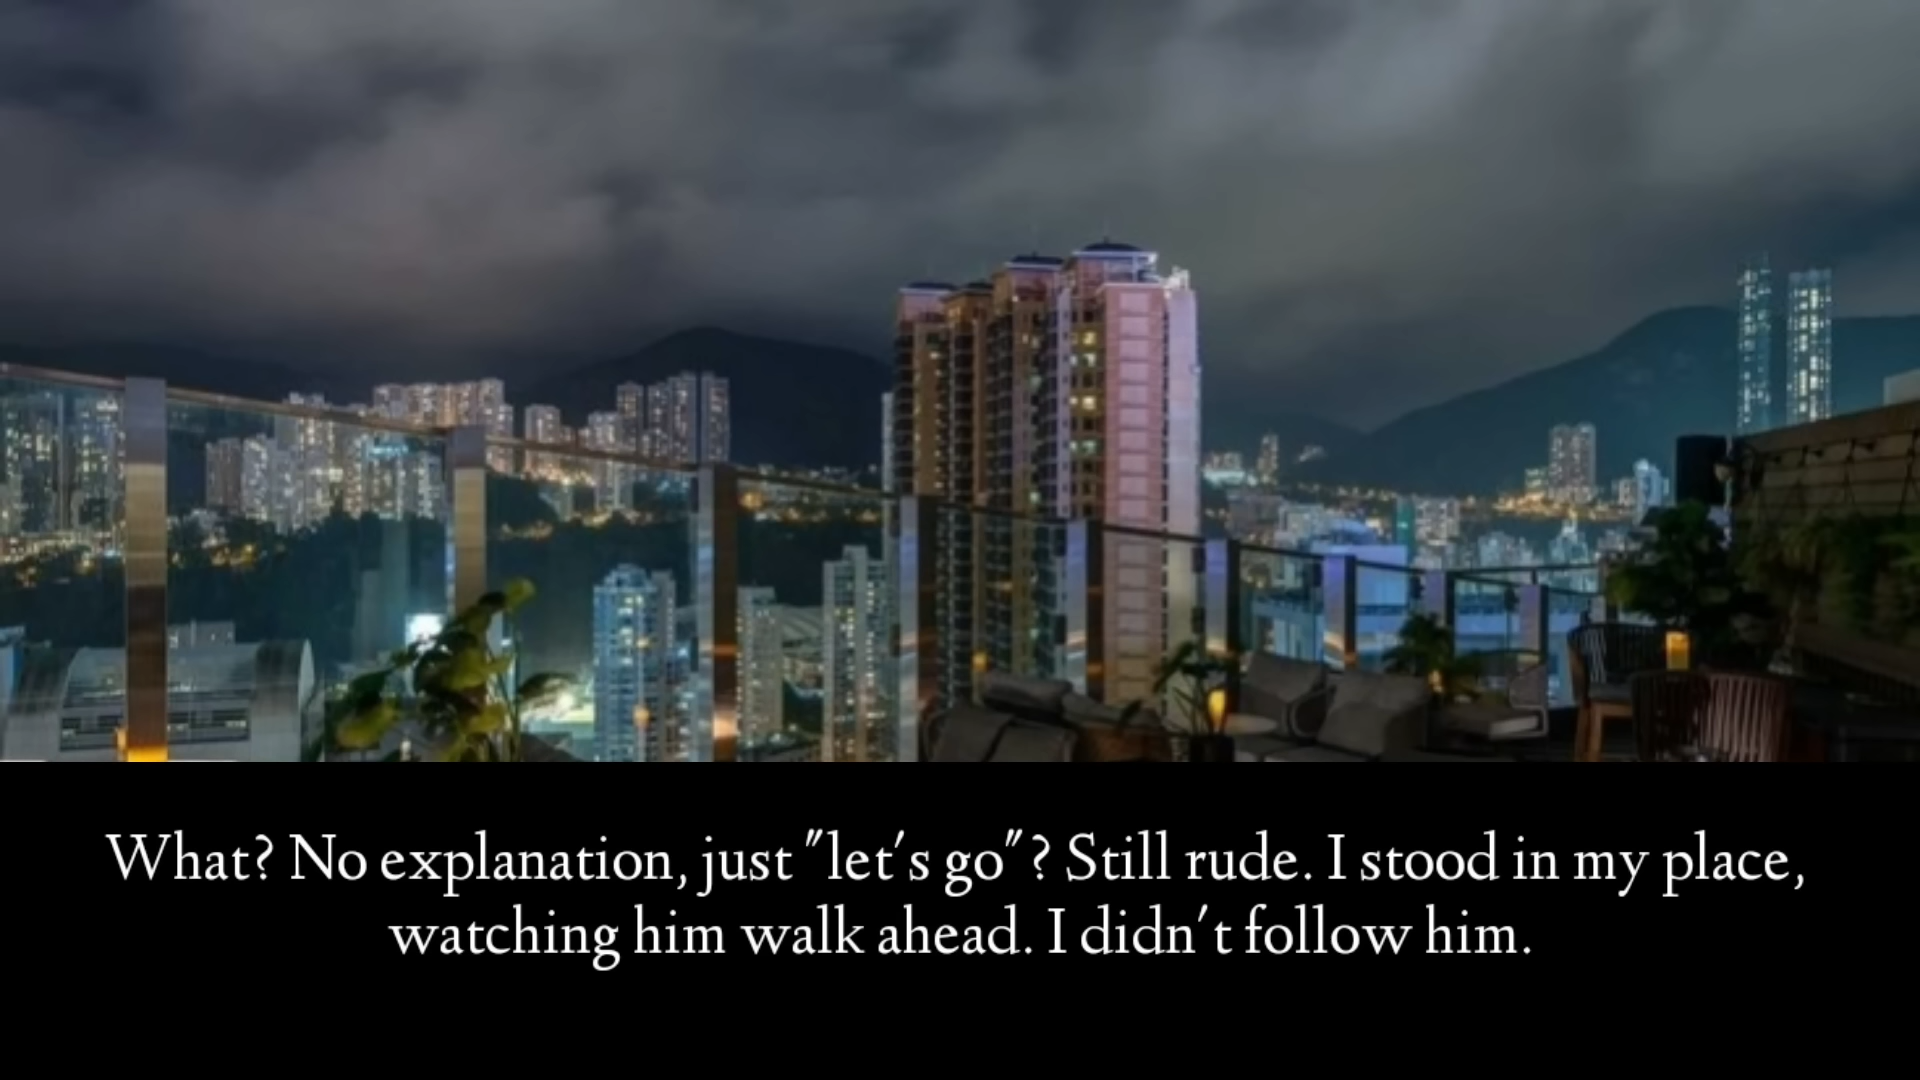 What? No explanation, just "let's go"? Still rude. I stood in my place,
watching him walk ahead. I didn't follow him.